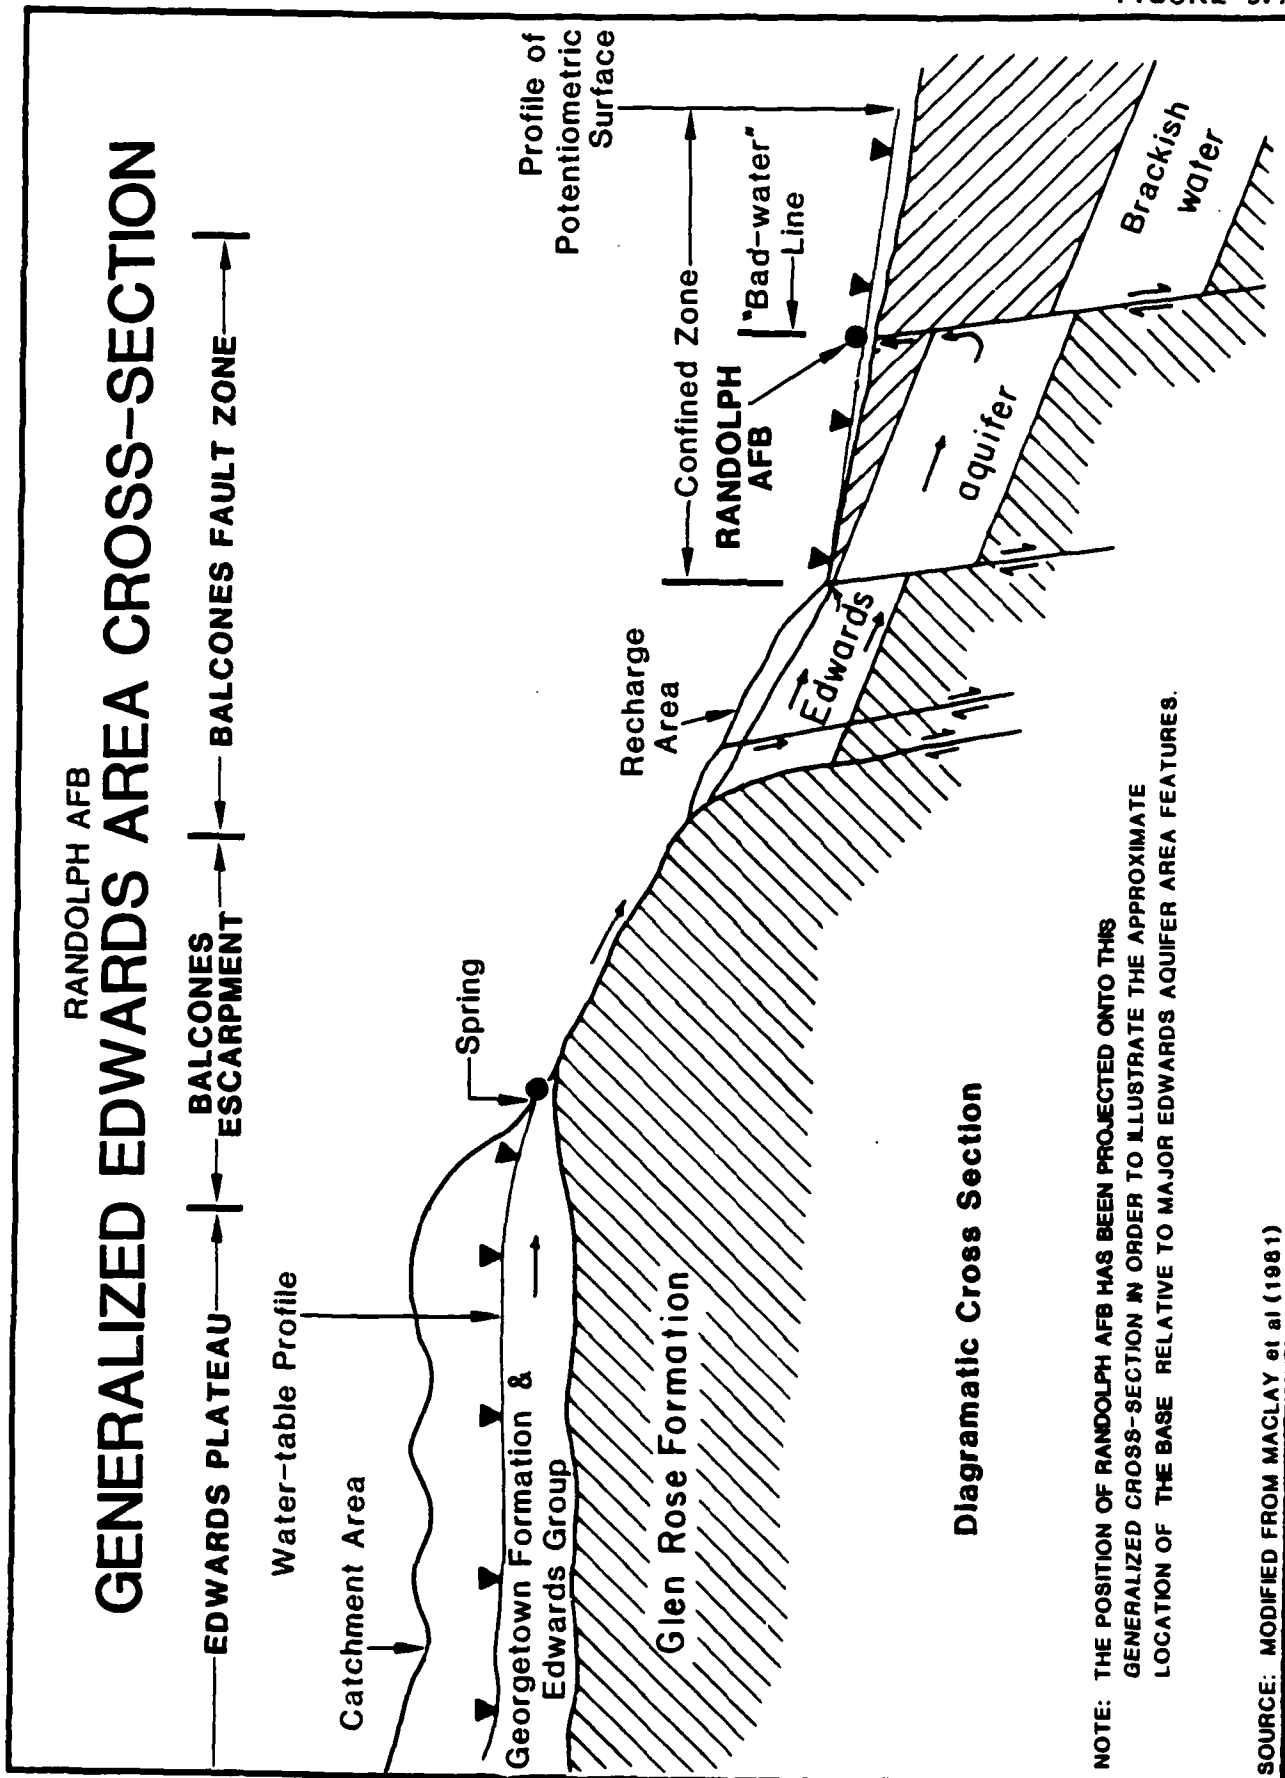 RANDOLPH AFB
GENERALIZED EDWARDS AREA CROSS-SECTION
EDWARDS PLATEAU
BALCONES
ESCARPMENT
BALCONES FAULT ZONE
Water-table Profile
Catchment Area
Spring
Recharge
Area
Profile of
Potentiometric
Surface
Confined Zone
"Bad-water"
Line
RANDOLPH
AFB
Georgetown Formation &
Edwards Group
Glen Rose Formation
Edwards
aquifer
Brackish
water
Diagramatic Cross Section
NOTE: THE POSITION OF RANDOLPH AFB HAS BEEN PROJECTED ONTO THIS
GENERALIZED CROSS-SECTION IN ORDER TO ILLUSTRATE THE APPROXIMATE
LOCATION OF THE BASE RELATIVE TO MAJOR EDWARDS AQUIFER AREA FEATURES.
SOURCE: MODIFIED FROM MACLAY et al (1981)